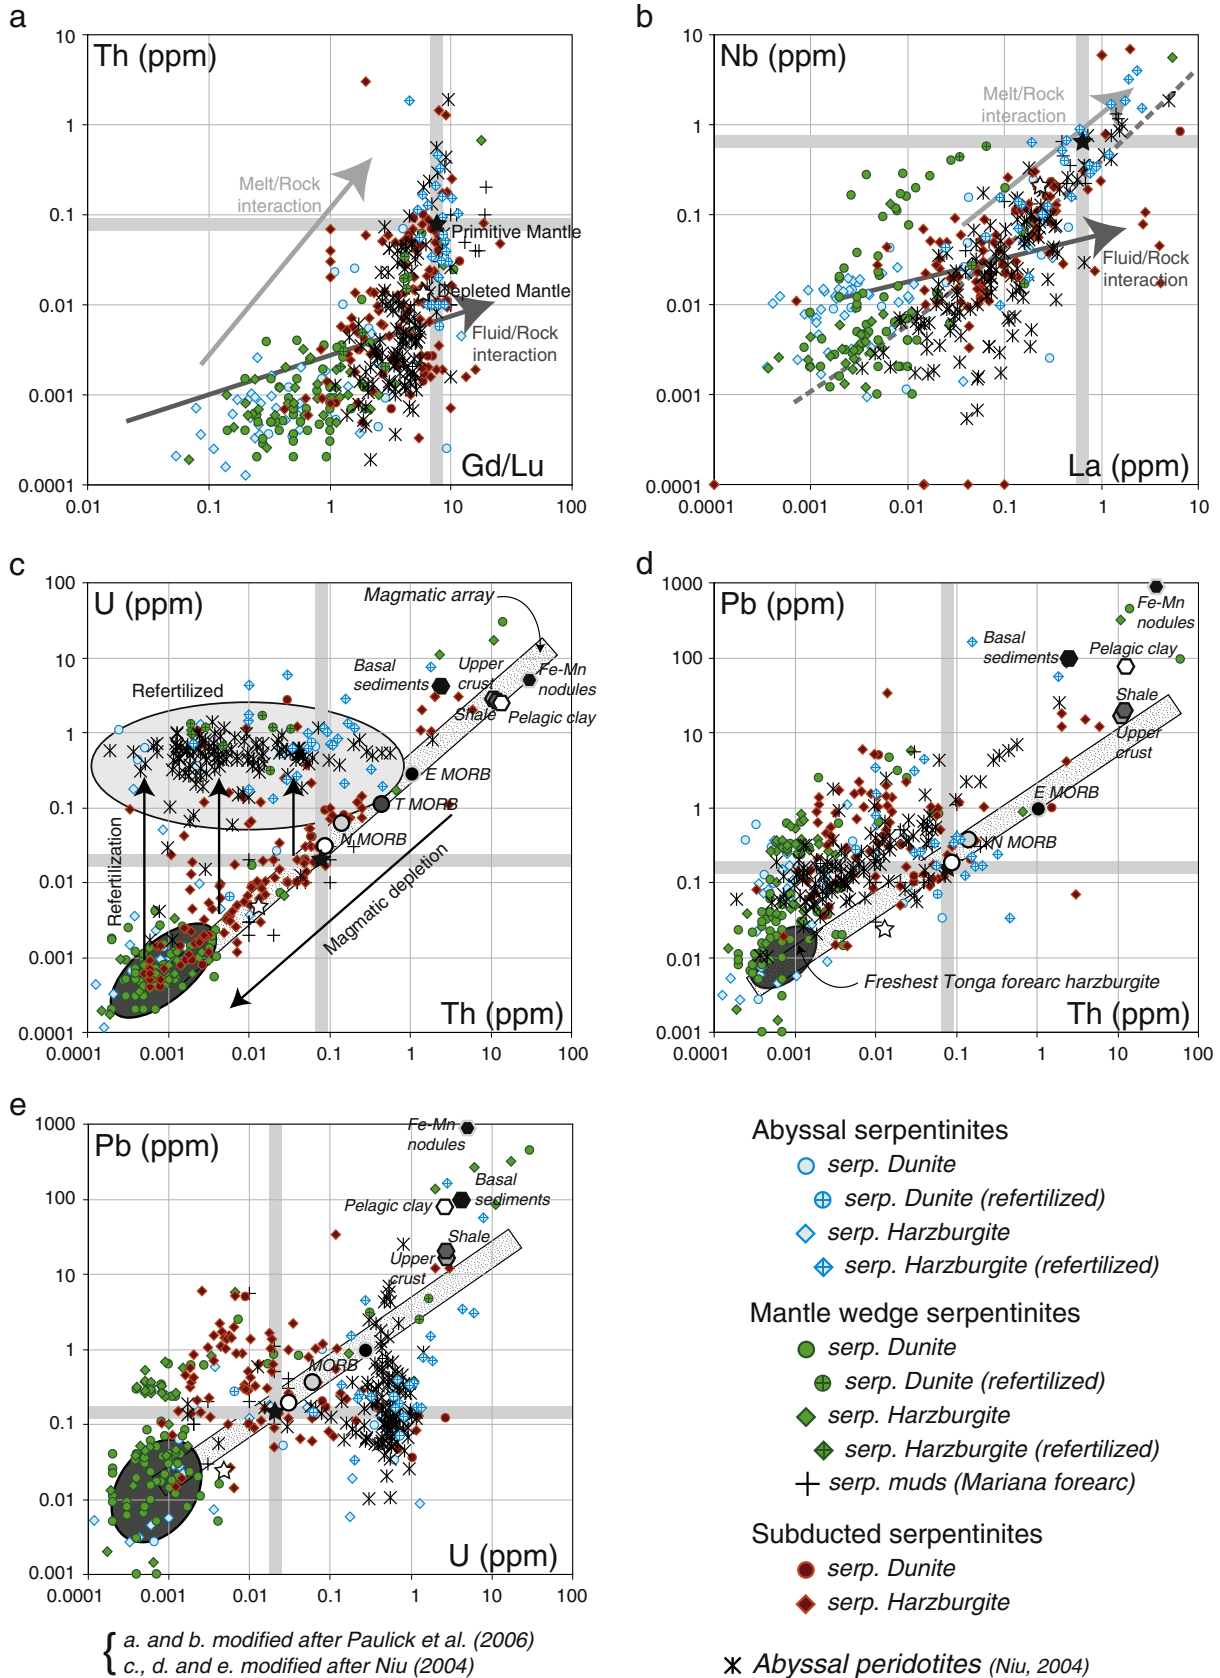 a
Th (ppm)
10
1
0.1
0.01
0.001
0.0001
Melt/Rock
interaction
Primitive Mantle
Depleted Mantle
Fluid/Rock
interaction
Gd/Lu
0.01
0.1
1
10
100
b
Nb (ppm)
10
1
0.1
0.01
0.001
0.0001
Melt/Rock
interaction
Fluid/Rock
interaction
La (ppm)
0.0001
0.001
0.01
0.1
1
10
c
U (ppm)
100
10
1
0.1
0.01
0.001
0.0001
Magmatic array
Refertilized
Basal
sediments
Upper
crust
Shale
Fe-Mn
nodules
Pelagic clay
E MORB
T MORB
N MORB
Refertilization
Magmatic depletion
Th (ppm)
0.0001
0.001
0.01
0.1
1
10
100
d
Pb (ppm)
1000
100
10
1
0.1
0.01
0.001
Fe-Mn
nodules
Basal
sediments
Pelagic clay
Shale
Upper
crust
E MORB
N MORB
Freshest Tonga forearc harzburgite
Th (ppm)
0.0001
0.001
0.01
0.1
1
10
100
e
Pb (ppm)
1000
100
10
1
0.1
0.01
0.001
Fe-Mn
nodules
Basal
sediments
Pelagic clay
Shale
Upper
crust
MORB
U (ppm)
0.0001
0.001
0.01
0.1
1
10
100
{ a. and b. modified after Paulick et al. (2006)
c., d. and e. modified after Niu (2004)
Abyssal serpentinites
serp. Dunite
serp. Dunite (refertilized)
serp. Harzburgite
serp. Harzburgite (refertilized)
Mantle wedge serpentinites
serp. Dunite
serp. Dunite (refertilized)
serp. Harzburgite
serp. Harzburgite (refertilized)
serp. muds (Mariana forearc)
Subducted serpentinites
serp. Dunite
serp. Harzburgite
Abyssal peridotites (Niu, 2004)